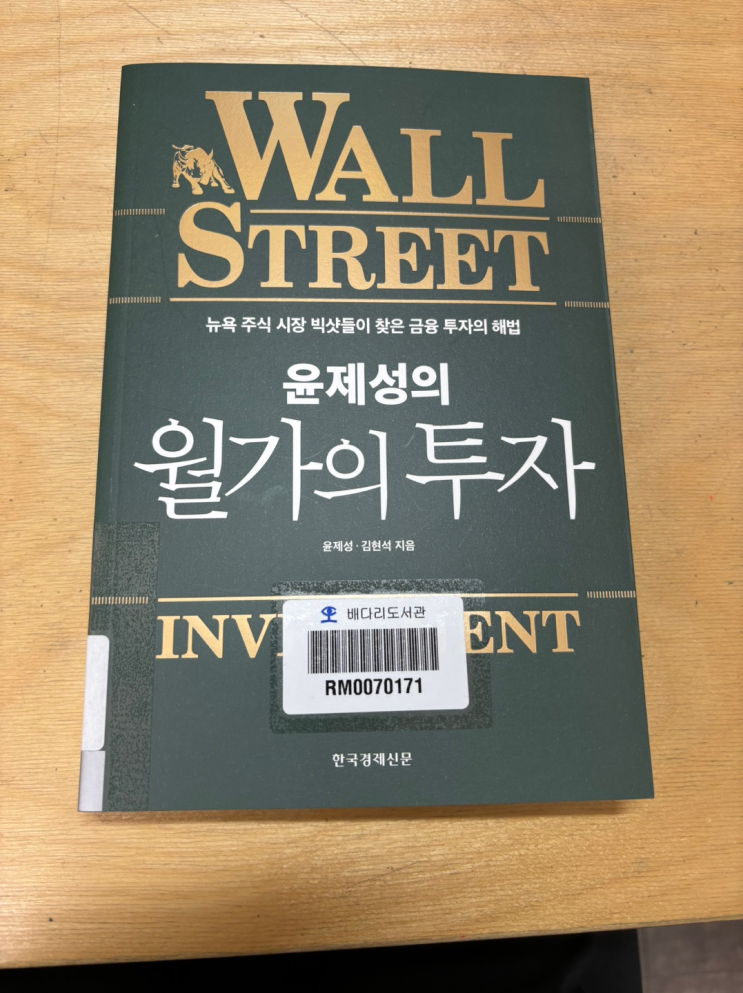 WALL
STREET
뉴욕 주식 시장 빅샷들이 찾은 금융 투자의 해법
윤제성의
월가의 투자
윤제성·김현석 지음
INV ENT
배다리도서관
RM0070171
한국경제신문